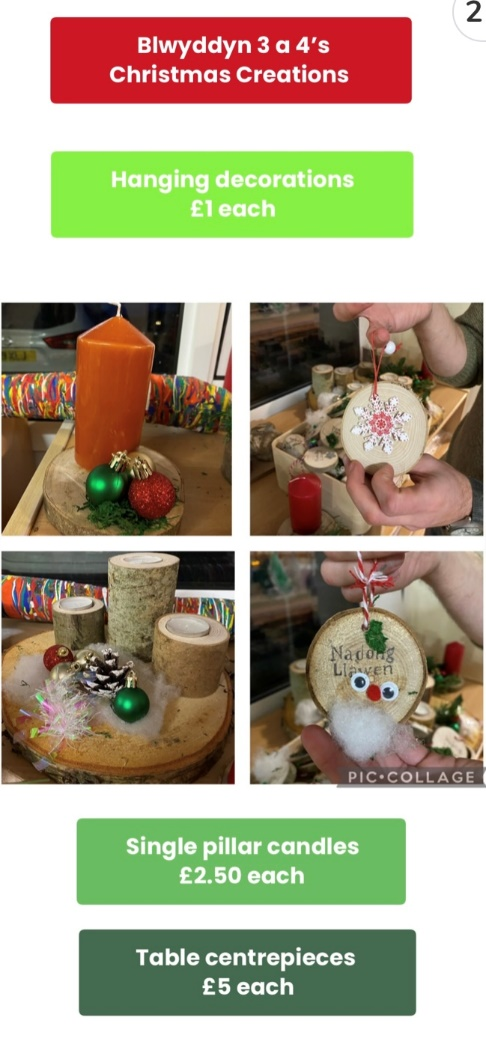 2
Blwyddyn 3 a 4’s
Christmas Creations
Hanging decorations
£1 each
Nadolig
Llawen
PIC•COLLAGE
Single pillar candles
£2.50 each
Table centrepieces
£5 each